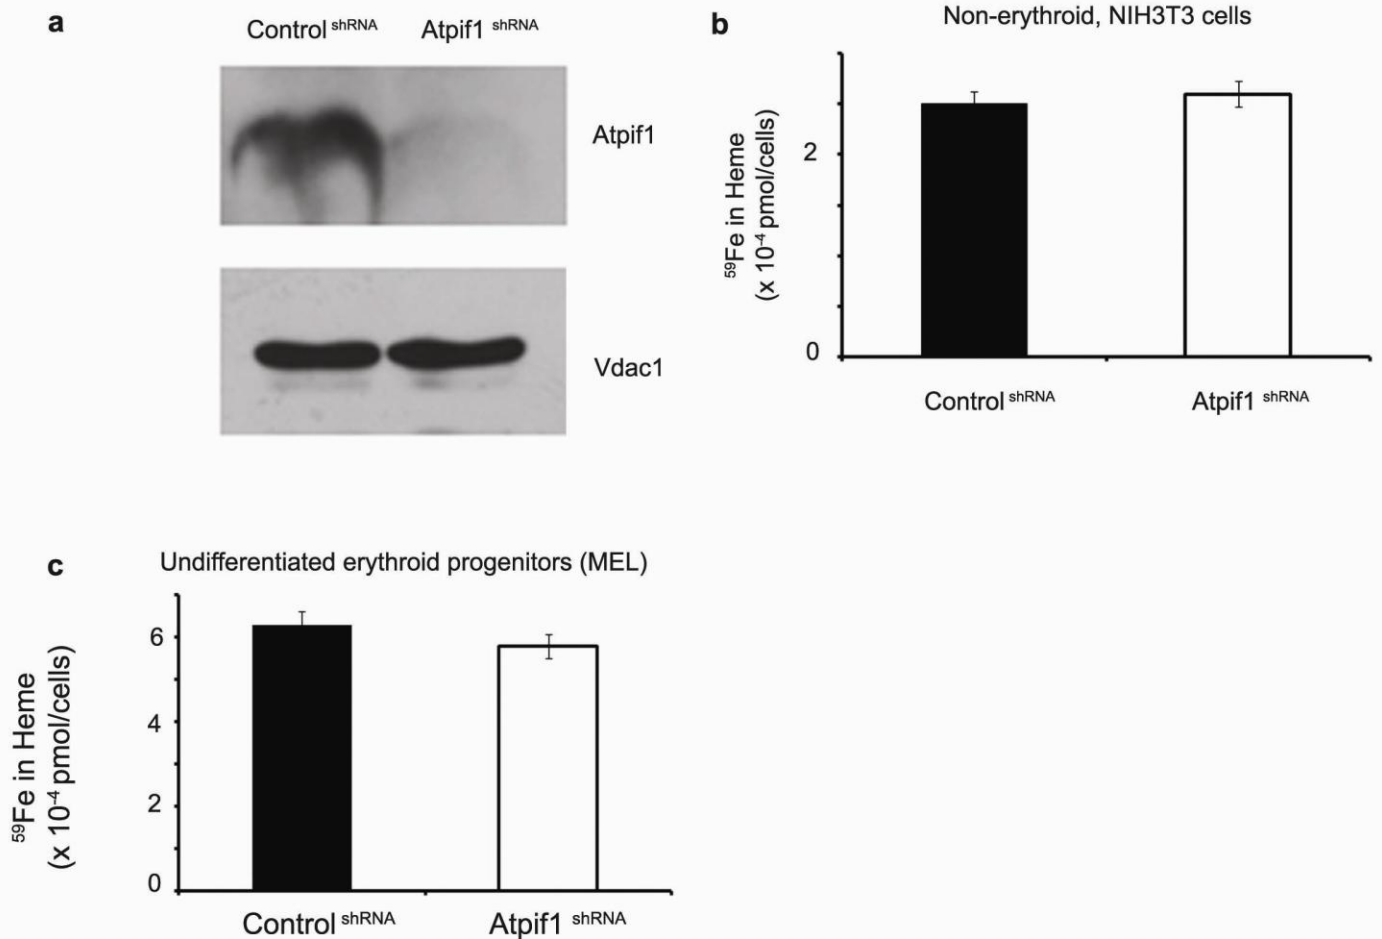 a
Control shRNA Atpif1 shRNA
Atpif1
Vdac1
b
Non-erythroid, NIH3T3 cells
59Fe in Heme
(x 10-4 pmol/cells)
2
0
Control shRNA Atpif1 shRNA
c
Undifferentiated erythroid progenitors (MEL)
59Fe in Heme
(x 10-4 pmol/cells)
6
4
2
0
Control shRNA Atpif1 shRNA